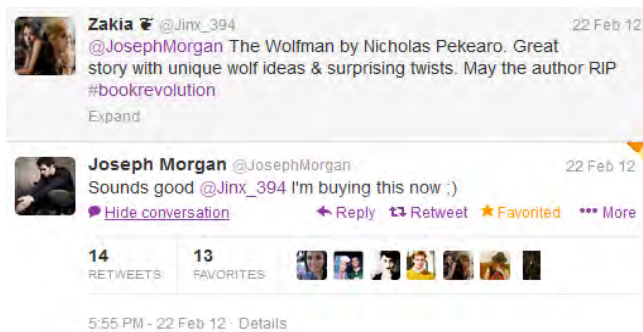 Zakia ❦ @Jinx_394 22 Feb 12
@JosephMorgan The Wolfman by Nicholas Pekearo. Great
story with unique wolf ideas & surprising twists. May the author RIP
#bookrevolution
Expand
Joseph Morgan @JosephMorgan 22 Feb 12
Sounds good @Jinx_394 I'm buying this now ;)
Hide conversation Reply Retweet Favorited More
14 13
RETWEETS FAVORITES
5:55 PM - 22 Feb 12 · Details